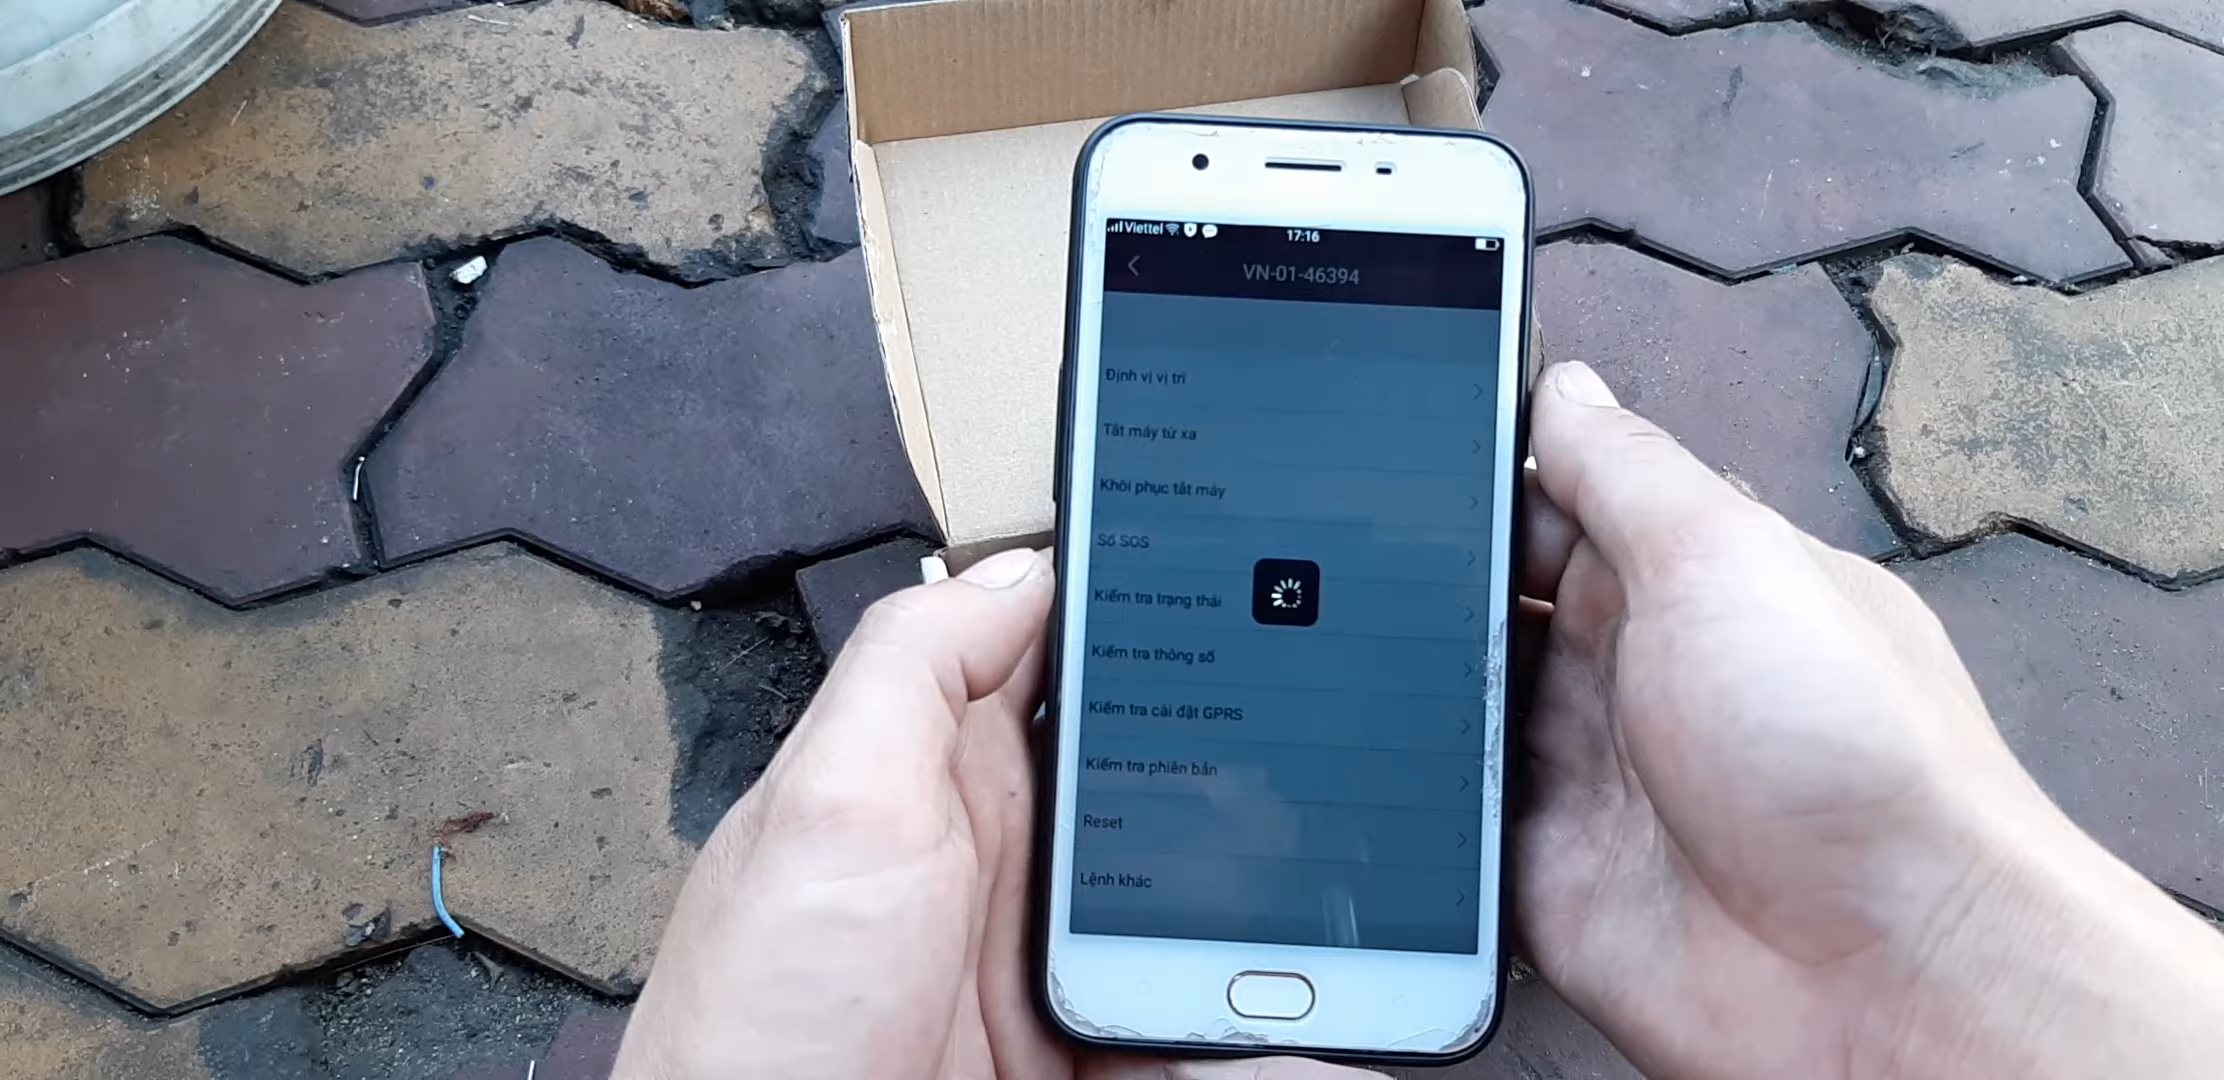 Viettel 17:16
VN-01-46394
Định vị vị trí
Tắt máy từ xa
Khôi phục tắt máy
Số SOS
Kiểm tra trạng thái
Kiểm tra thông số
Kiểm tra cài đặt GPRS
Kiểm tra phiên bản
Reset
Lệnh khác